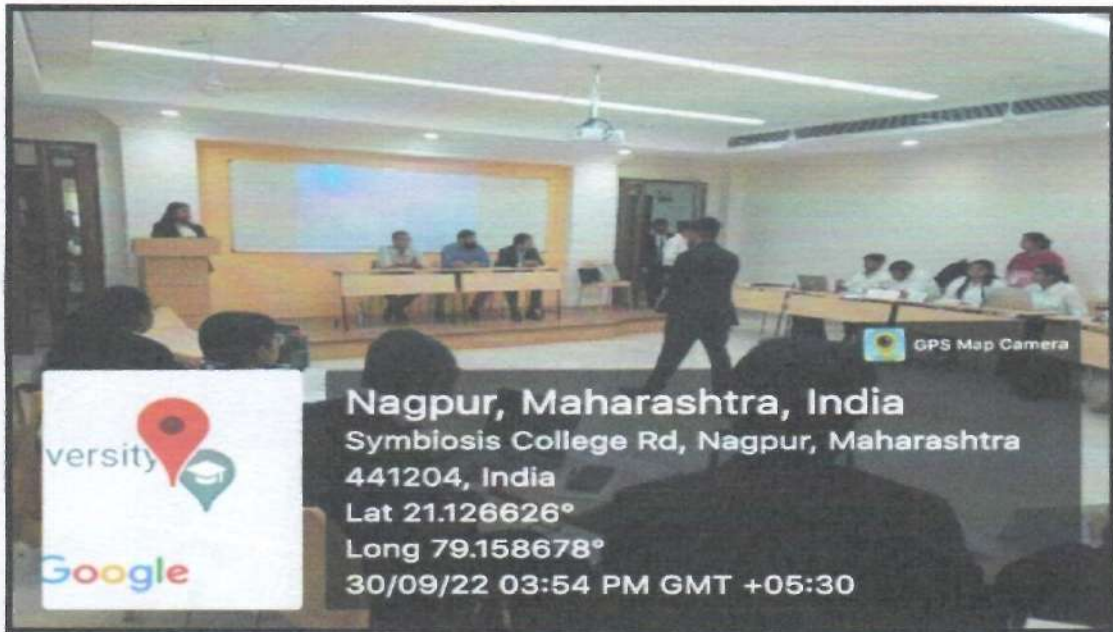 GPS Map Camera
versity
Google
Nagpur, Maharashtra, India
Symbiosis College Rd, Nagpur, Maharashtra
441204, India
Lat 21.126626°
Long 79.158678°
30/09/22 03:54 PM GMT +05:30